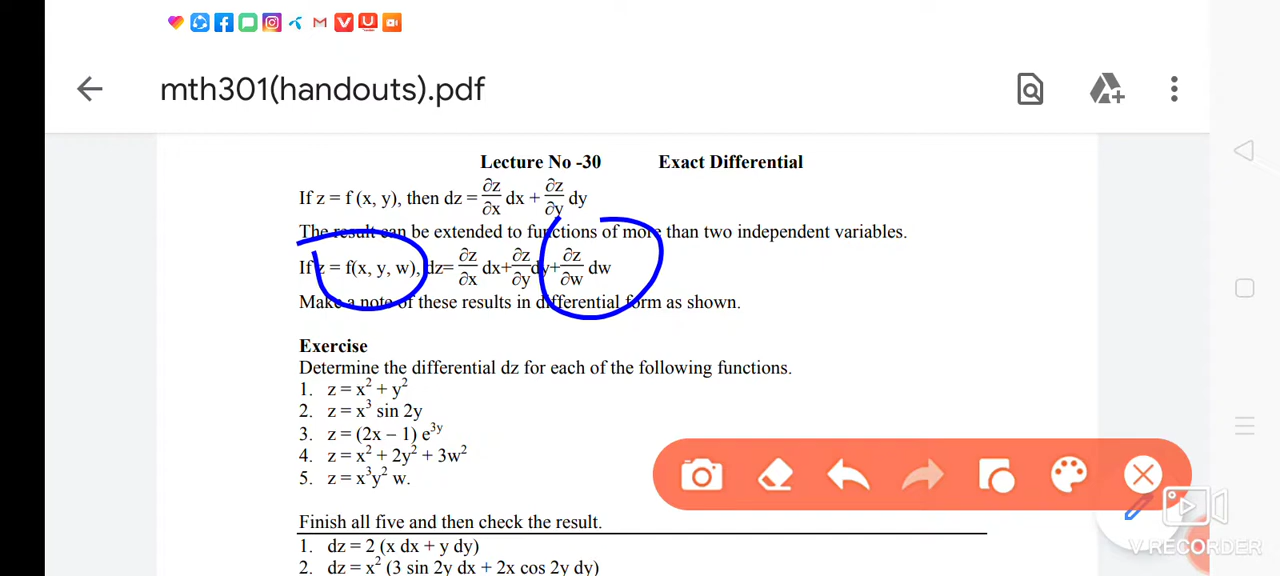 mth301(handouts).pdf
Lecture No -30 Exact Differential
If z = f (x, y), then dz = ∂z/∂x dx + ∂z/∂y dy
The result can be extended to functions of more than two independent variables.
If z = f(x, y, w), dz= ∂z/∂x dx+ ∂z/∂y dy+ ∂z/∂w dw
Make a note of these results in differential form as shown.
Exercise
Determine the differential dz for each of the following functions.
1. z = x² + y²
2. z = x³ sin 2y
3. z = (2x – 1) e³ʸ
4. z = x² + 2y² + 3w²
5. z = x³y² w.
Finish all five and then check the result.
1. dz = 2 (x dx + y dy)
2. dz = x² (3 sin 2y dx + 2x cos 2y dy)
V RECORDER